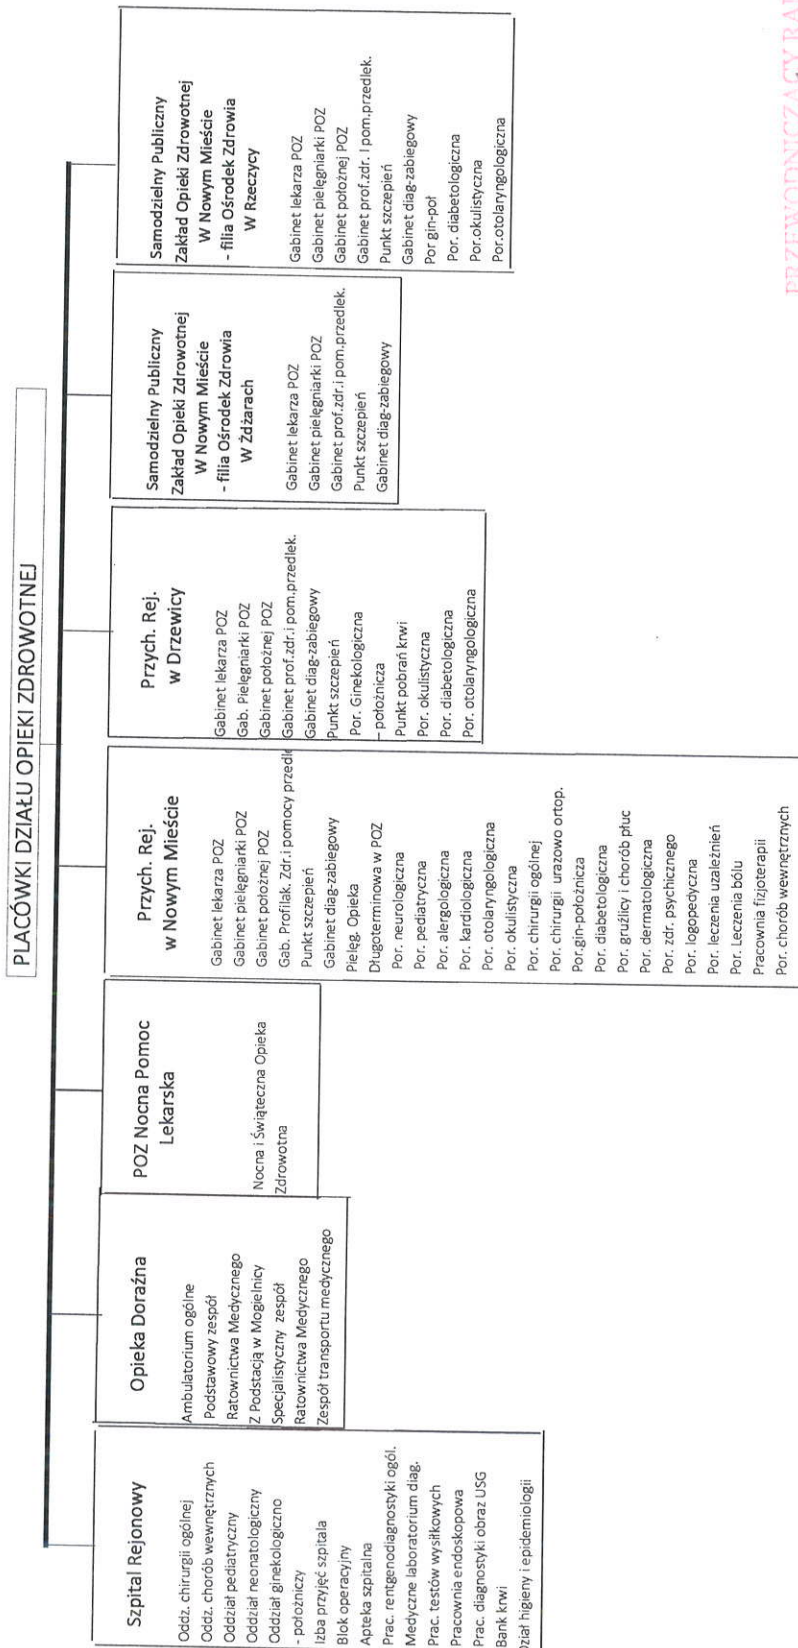 PLACÓWKI DZIAŁU OPIEKI ZDROWOTNEJ
Szpital Rejonowy
Oddz. chirurgii ogólnej
Oddz. chorób wewnętrznych
Oddział pediatryczny
Oddział neonatologiczny
Oddział ginekologiczno
- położniczy
Izba przyjęć szpitala
Blok operacyjny
Apteka szpitalna
Prac. rentgenodiagnostyki ogól.
Medyczne laboratorium diag.
Prac. testów wysiłkowych
Pracownia endoskopowa
Prac. diagnostyki obraz USG
Bank krwi
higieny i epidemiologii
Opieka Doraźna
Ambulatorium ogólne
Podstawowy zespół
Ratownictwa Medycznego
Z Podstacją w Mogielnicy
Specjalistyczny zespół
Ratownictwa Medycznego
Zespół transportu medycznego
POZ Nocna Pomoc
Lekarska
Nocna i Świąteczna Opieka
Zdrowotna
Przych. Rej.
w Nowym Mieście
Gabinet lekarza POZ
Gabinet pielęgniarki POZ
Gabinet położnej POZ
Gab. Profilak. Zdr.i pomocy przedle
Punkt szczepień
Gabinet diag-zabiegowy
Pielęg. Opieka
Długoterminowa w POZ
Por. neurologiczna
Por. pediatryczna
Por. alergologiczna
Por. kardiologiczna
Por. otolaryngologiczna
Por. okulistyczna
Por. chirurgii ogólnej
Por. chirurgii urazowo ortop.
Por.gin-położnicza
Por. diabetologiczna
Por. gruźlicy i chorób płuc
Por. dermatologiczna
Por. zdr. psychicznego
Por. logopedyczna
Por. leczenia uzależnień
Por. Leczenia bólu
Pracownia fizjoterapii
Por. chorób wewnętrznych
Przych. Rej.
w Drzewicy
Gabinet lekarza POZ
Gab. Pielęgniarki POZ
Gabinet położnej POZ
Gabinet prof.zdr.i pom.przedlek.
Gabinet diag-zabiegowy
Punkt szczepień
Por. Ginekologiczna
– położnicza
Punkt pobrań krwi
Por. okulistyczna
Por. diabetologiczna
Por. otolaryngologiczna
Samodzielny Publiczny
Zakład Opieki Zdrowotnej
W Nowym Mieście
- filia Ośrodek Zdrowia
W Żdżarach
Gabinet lekarza POZ
Gabinet pielęgniarki POZ
Gabinet prof.zdr.i pom.przedlek.
Punkt szczepień
Gabinet diag-zabiegowy
Samodzielny Publiczny
Zakład Opieki Zdrowotnej
W Nowym Mieście
- filia Ośrodek Zdrowia
W Rzeczycy
Gabinet lekarza POZ
Gabinet pielęgniarki POZ
Gabinet położnej POZ
Gabinet prof.zdr. i pom.przedlek.
Punkt szczepień
Gabinet diag-zabiegowy
Por gin-poł
Por. diabetologiczna
Por.okulistyczna
Por.otolaryngologiczna
PRZEWODNICZĄCY